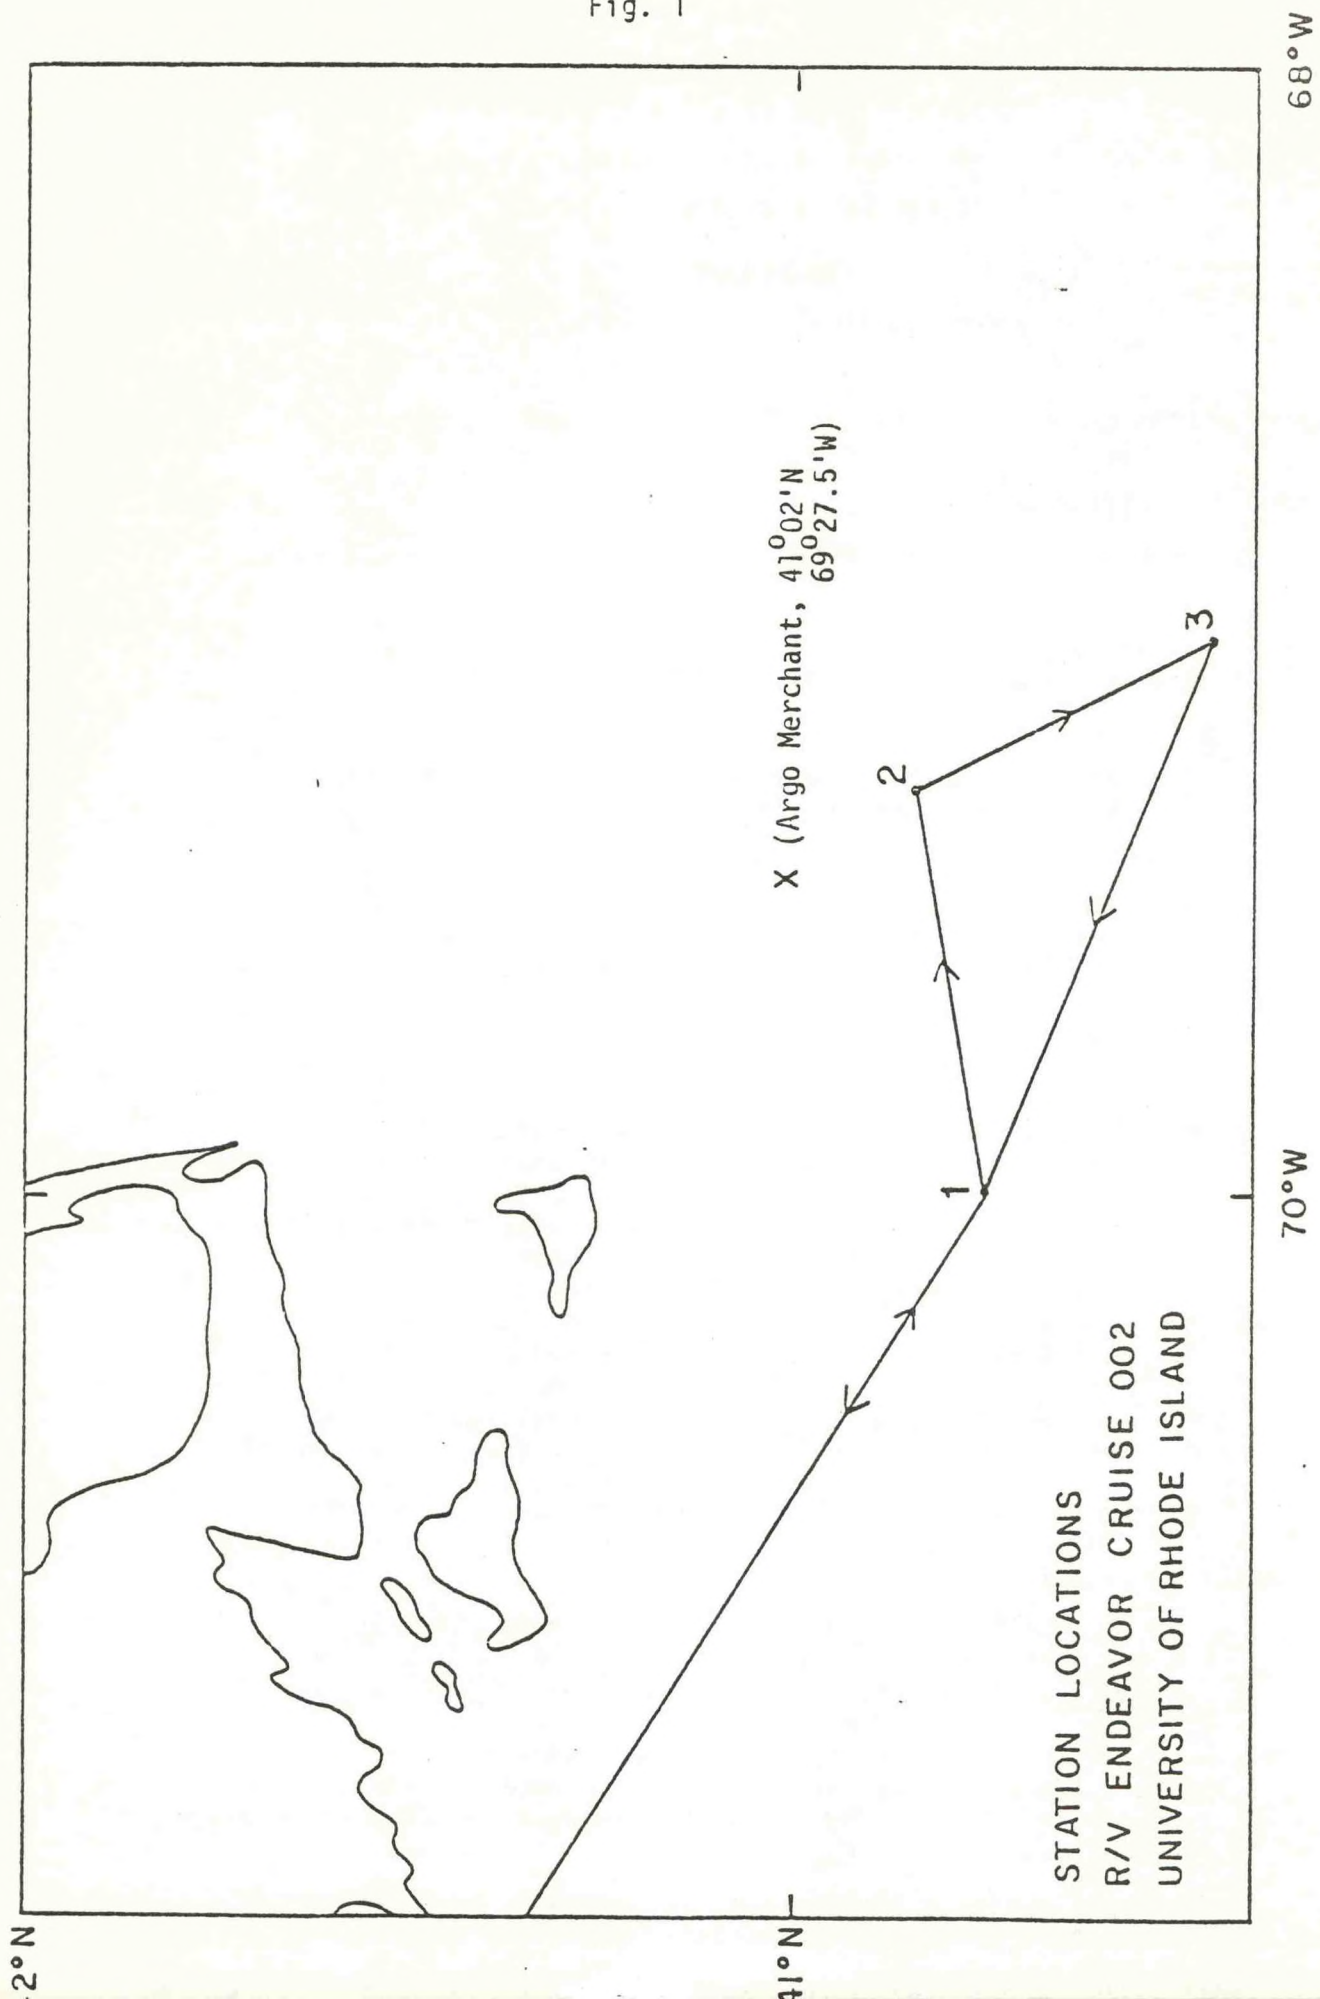 Fig. 1
2°N
41°N
X (Argo Merchant, 41°02'N
69°27.5'W)
1
2
3
STATION LOCATIONS
R/V ENDEAVOR CRUISE 002
UNIVERSITY OF RHODE ISLAND
70°W
68°W